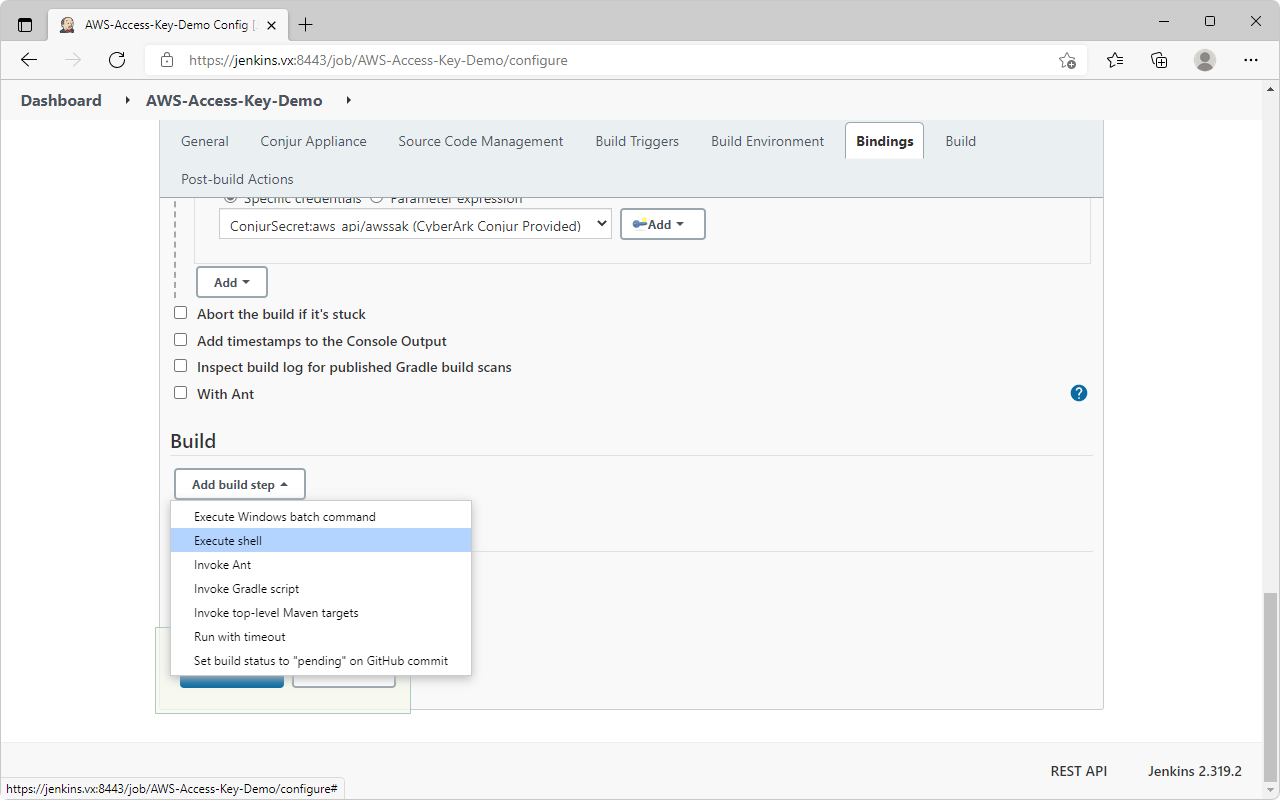 AWS-Access-Key-Demo Config [
https://jenkins.vx:8443/job/AWS-Access-Key-Demo/configure
Dashboard AWS-Access-Key-Demo
General Conjur Appliance Source Code Management Build Triggers Build Environment Bindings Build
Post-build Actions
Specific credentials Parameter expression
ConjurSecret:aws_api/awssak (CyberArk Conjur Provided) Add
Add
Abort the build if it's stuck
Add timestamps to the Console Output
Inspect build log for published Gradle build scans
With Ant
?
Build
Add build step
Execute Windows batch command
Execute shell
Invoke Ant
Invoke Gradle script
Invoke top-level Maven targets
Run with timeout
Set build status to "pending" on GitHub commit
REST API Jenkins 2.319.2
https://jenkins.vx:8443/job/AWS-Access-Key-Demo/configure#